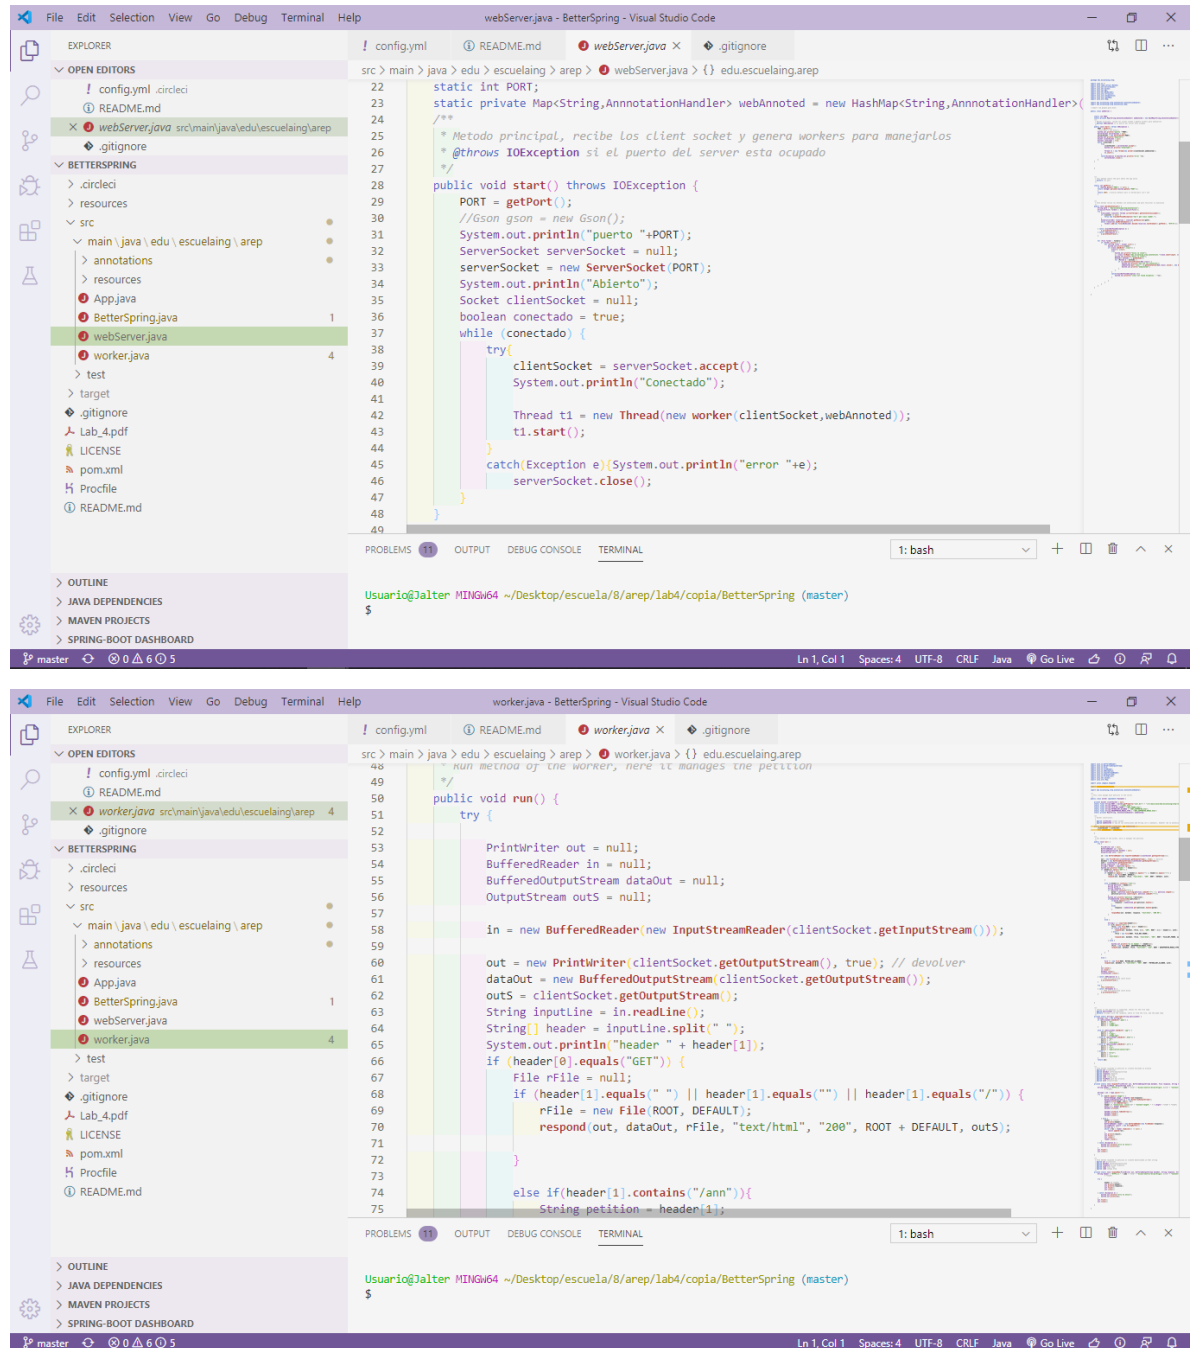 File Edit Selection View Go Debug Terminal Help webServer.java - BetterSpring - Visual Studio Code
EXPLORER
OPEN EDITORS
! config.yml .circleci
README.md
webServer.java src\main\java\edu\escuelaing\arep
.gitignore
BETTERSPRING
.circleci
resources
src
main \ java \ edu \ escuelaing \ arep
annotations
resources
App.java
BetterSpring.java 1
webServer.java
worker.java 4
test
target
.gitignore
Lab_4.pdf
LICENSE
pom.xml
Procfile
README.md
OUTLINE
JAVA DEPENDENCIES
MAVEN PROJECTS
SPRING-BOOT DASHBOARD
! config.yml README.md webServer.java .gitignore
src > main > java > edu > escuelaing > arep > webServer.java > {} edu.escuelaing.arep
22 static int PORT;
23 static private Map<String,AnnnotationHandler> webAnnoted = new HashMap<String,AnnnotationHandler>(
24 /**
25 * Metodo principal, recibe los client socket y genera workers para manejarlos
26 * @throws IOException si el puerto del server esta ocupado
27 */
28 public void start() throws IOException {
29 PORT = getPort();
30 //Gson gson = new Gson();
31 System.out.println("puerto "+PORT);
32 ServerSocket serverSocket = null;
33 serverSocket = new ServerSocket(PORT);
34 System.out.println("Abierto");
35 Socket clientSocket = null;
36 boolean conectado = true;
37 while (conectado) {
38 try{
39 clientSocket = serverSocket.accept();
40 System.out.println("Conectado");
41
42 Thread t1 = new Thread(new worker(clientSocket,webAnnoted));
43 t1.start();
44 }
45 catch(Exception e){System.out.println("error "+e);
46 serverSocket.close();
47 }
48 }
49
PROBLEMS 11 OUTPUT DEBUG CONSOLE TERMINAL 1: bash
Usuario@Jalter MINGW64 ~/Desktop/escuela/8/arep/lab4/copia/BetterSpring (master)
$
master 0 6 5 Ln 1, Col 1 Spaces: 4 UTF-8 CRLF Java Go Live
File Edit Selection View Go Debug Terminal Help worker.java - BetterSpring - Visual Studio Code
EXPLORER
OPEN EDITORS
! config.yml .circleci
README.md
worker.java src\main\java\edu\escuelaing\arep 4
.gitignore
BETTERSPRING
.circleci
resources
src
main \ java \ edu \ escuelaing \ arep
annotations
resources
App.java
BetterSpring.java 1
webServer.java
worker.java 4
test
target
.gitignore
Lab_4.pdf
LICENSE
pom.xml
Procfile
README.md
OUTLINE
JAVA DEPENDENCIES
MAVEN PROJECTS
SPRING-BOOT DASHBOARD
! config.yml README.md worker.java .gitignore
src > main > java > edu > escuelaing > arep > worker.java > {} edu.escuelaing.arep
48 * Run method of the worker, here it manages the petition
49 */
50 public void run() {
51 try {
52
53 PrintWriter out = null;
54 BufferedReader in = null;
55 BufferedOutputStream dataOut = null;
56 OutputStream outS = null;
57
58 in = new BufferedReader(new InputStreamReader(clientSocket.getInputStream()));
59
60 out = new PrintWriter(clientSocket.getOutputStream(), true); // devolver
61 dataOut = new BufferedOutputStream(clientSocket.getOutputStream());
62 outS = clientSocket.getOutputStream();
63 String inputLine = in.readLine();
64 String[] header = inputLine.split(" ");
65 System.out.println("header " + header[1]);
66 if (header[0].equals("GET")) {
67 File rFile = null;
68 if (header[1].equals(" ") || header[1].equals("") || header[1].equals("/")) {
69 rFile = new File(ROOT, DEFAULT);
70 respond(out, dataOut, rFile, "text/html", "200", ROOT + DEFAULT, outS);
71
72 }
73
74 else if(header[1].contains("/ann")){
75 String petition = header[1];
PROBLEMS 11 OUTPUT DEBUG CONSOLE TERMINAL 1: bash
Usuario@Jalter MINGW64 ~/Desktop/escuela/8/arep/lab4/copia/BetterSpring (master)
$
master 0 6 5 Ln 1, Col 1 Spaces: 4 UTF-8 CRLF Java Go Live